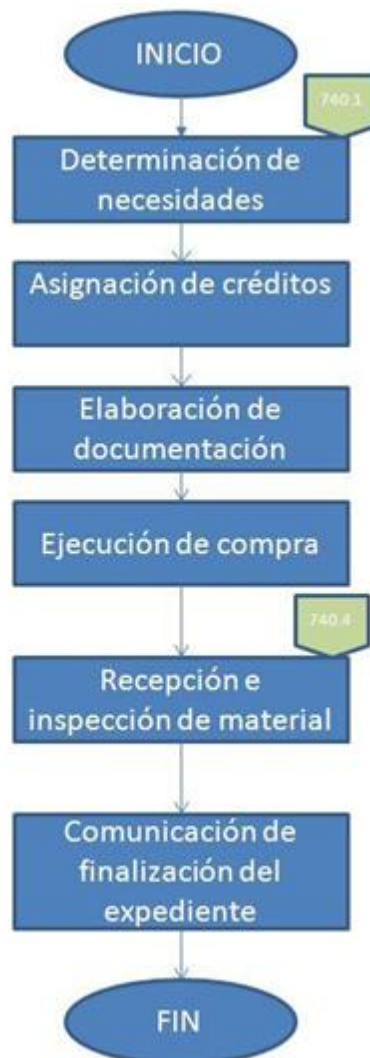 INICIO
740.1
Determinación de
necesidades
Asignación de créditos
Elaboración de
documentación
Ejecución de compra
740.4
Recepción e
inspección de material
Comunicación de
finalización del
expediente
FIN